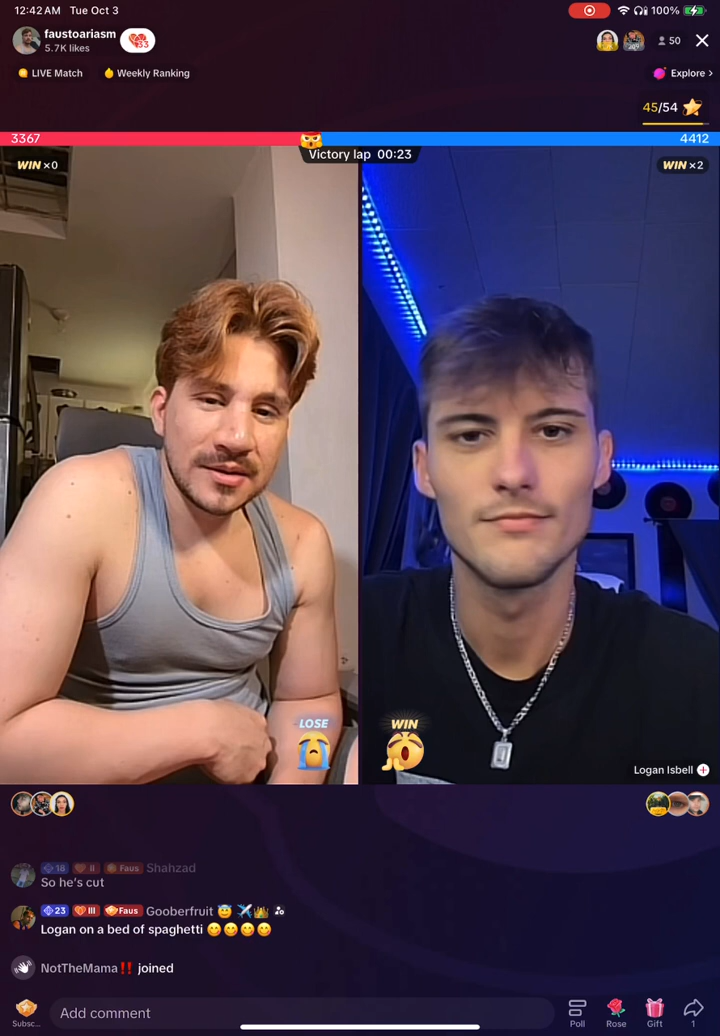 12:42 AM Tue Oct 3
100%
faustoariasm
5.7K likes
33
50
LIVE Match
Weekly Ranking
Explore
45/54
3367
4412
Victory lap 00:23
WIN ×0
WIN ×2
LOSE
WIN
Logan Isbell
18 II Faus Shahzad
So he's cut
23 III Faus Gooberfruit 😇 ✈️👑
Logan on a bed of spaghetti 😋😋😋😋
NotTheMama‼️ joined
Subsc...
Add comment
Poll
Rose
Gift
1